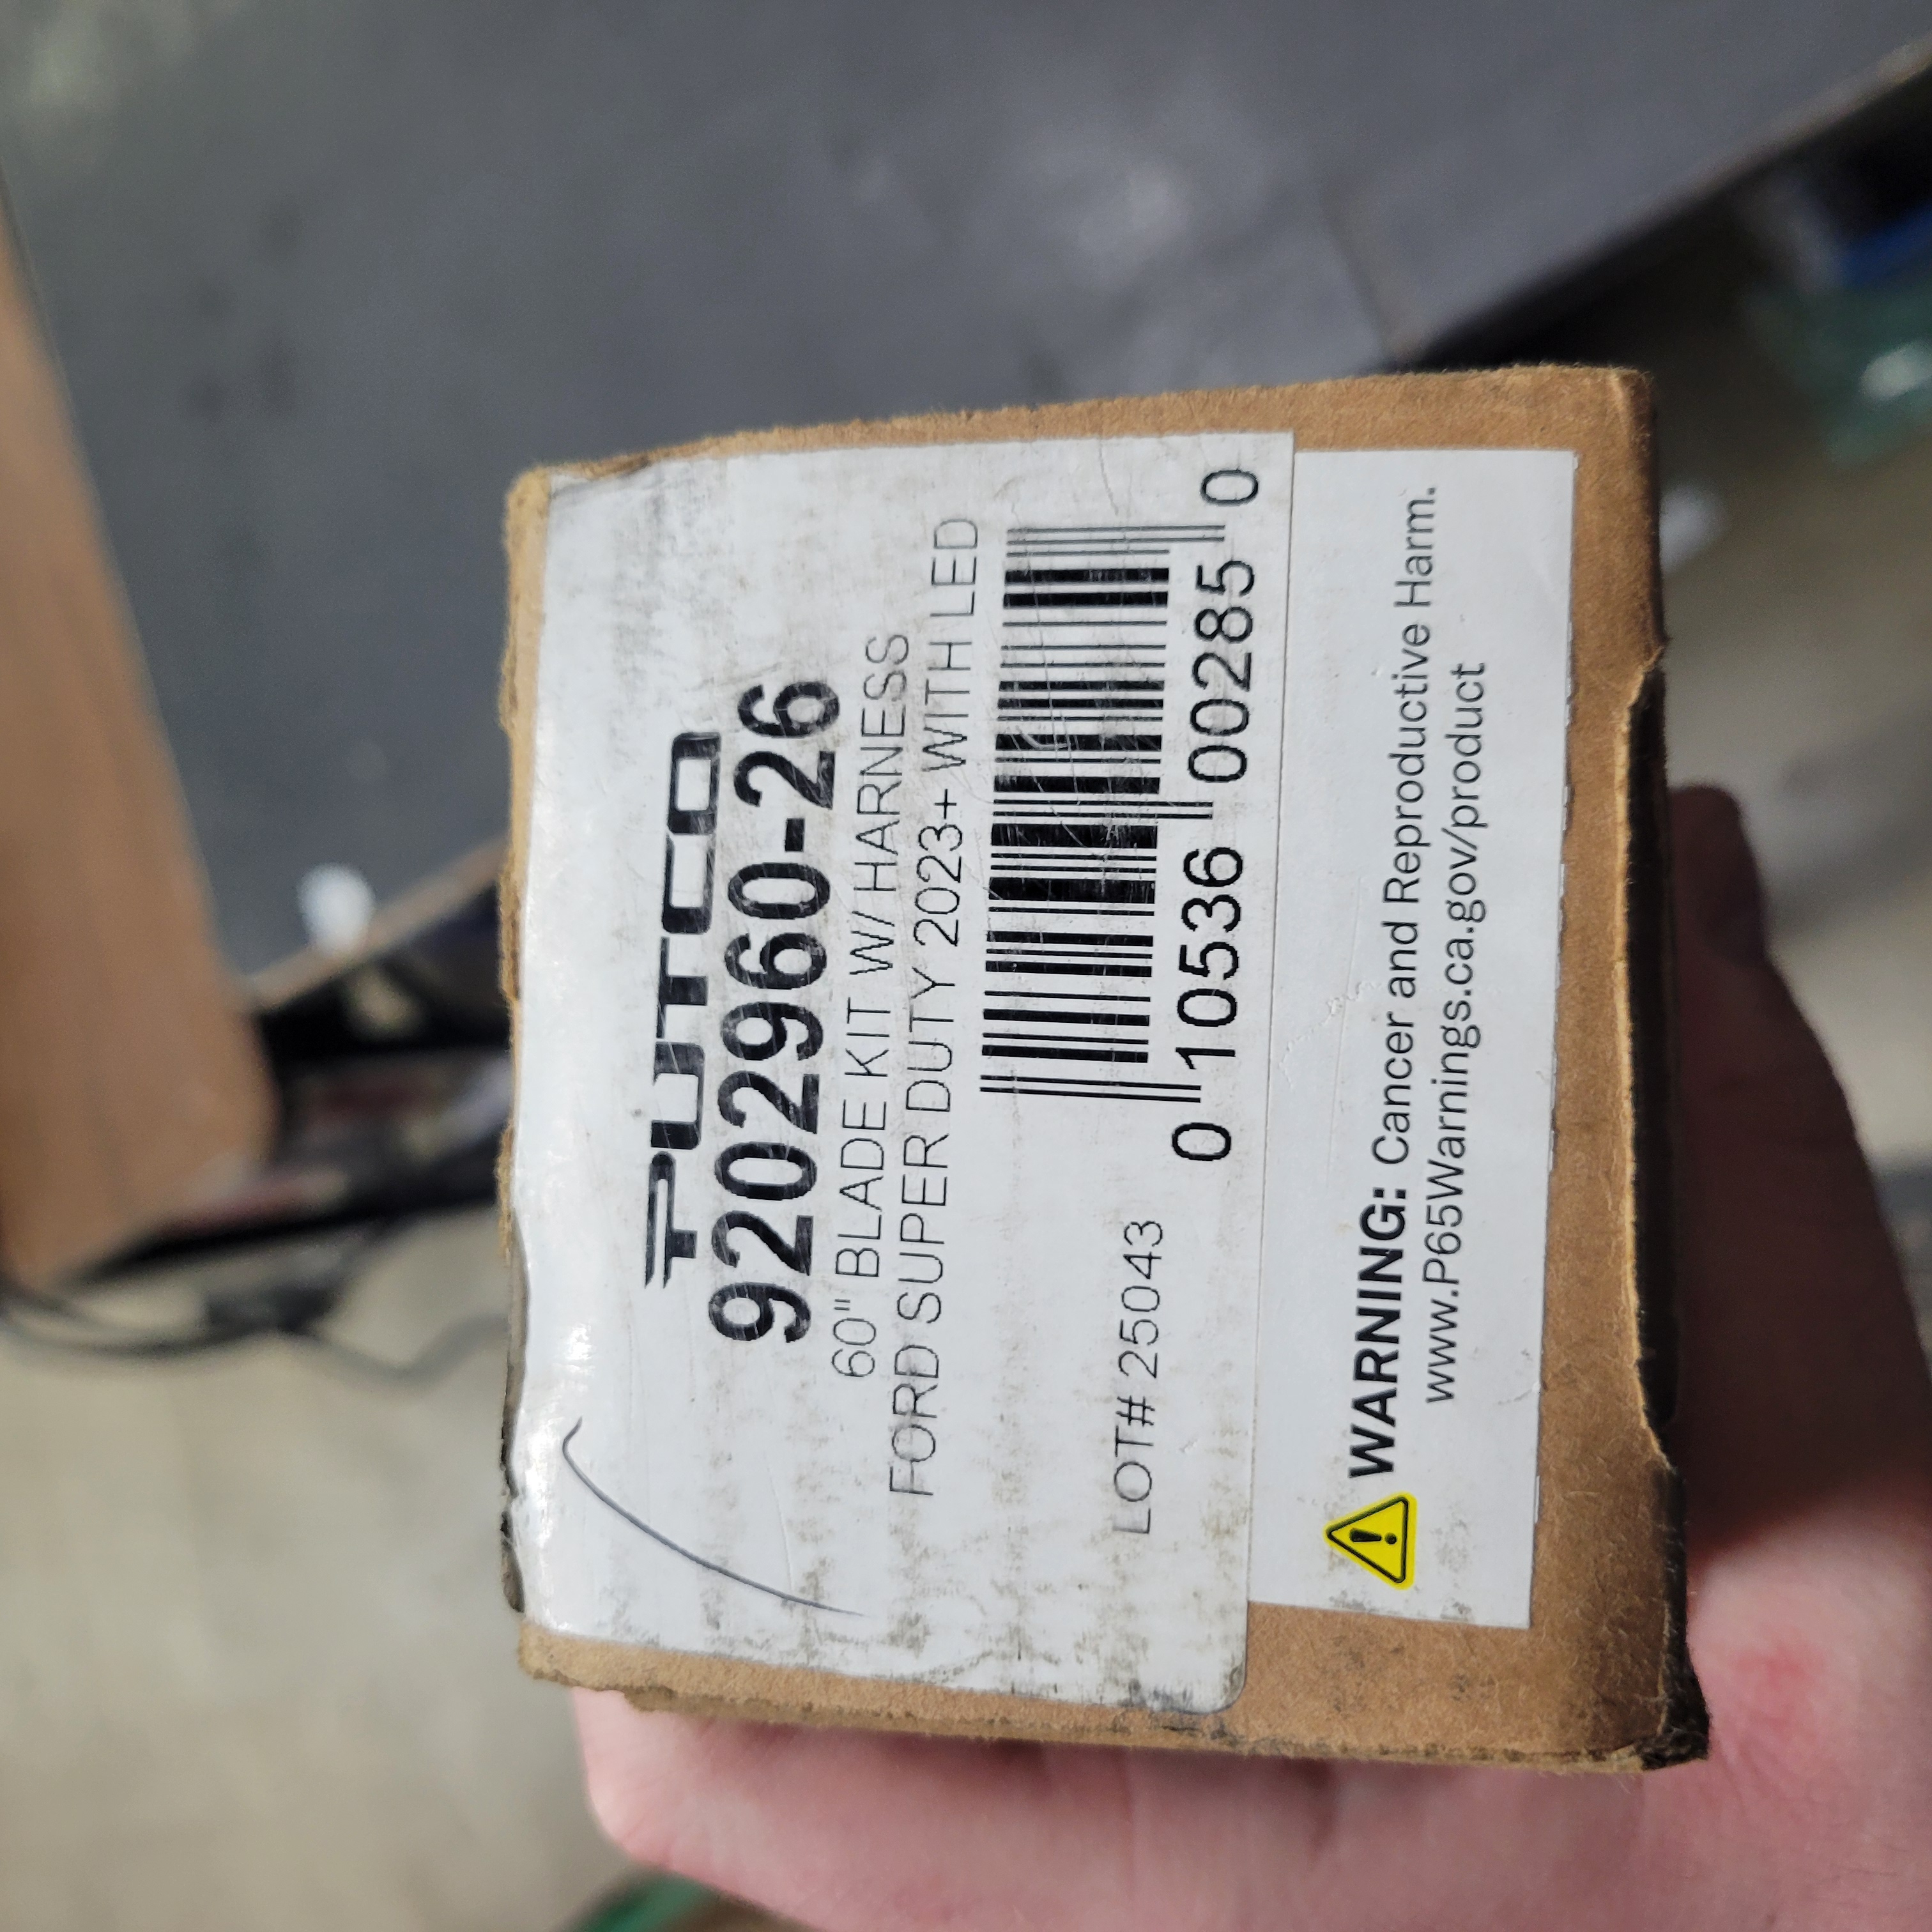 PUTCO
9202960-26
60" BLADE KIT W/ HARNESS
FORD SUPER DUTY 2023+ WITH LED
LOT# 25043
0 10536 00285 0
WARNING: Cancer and Reproductive Harm.
www.P65Warnings.ca.gov/product